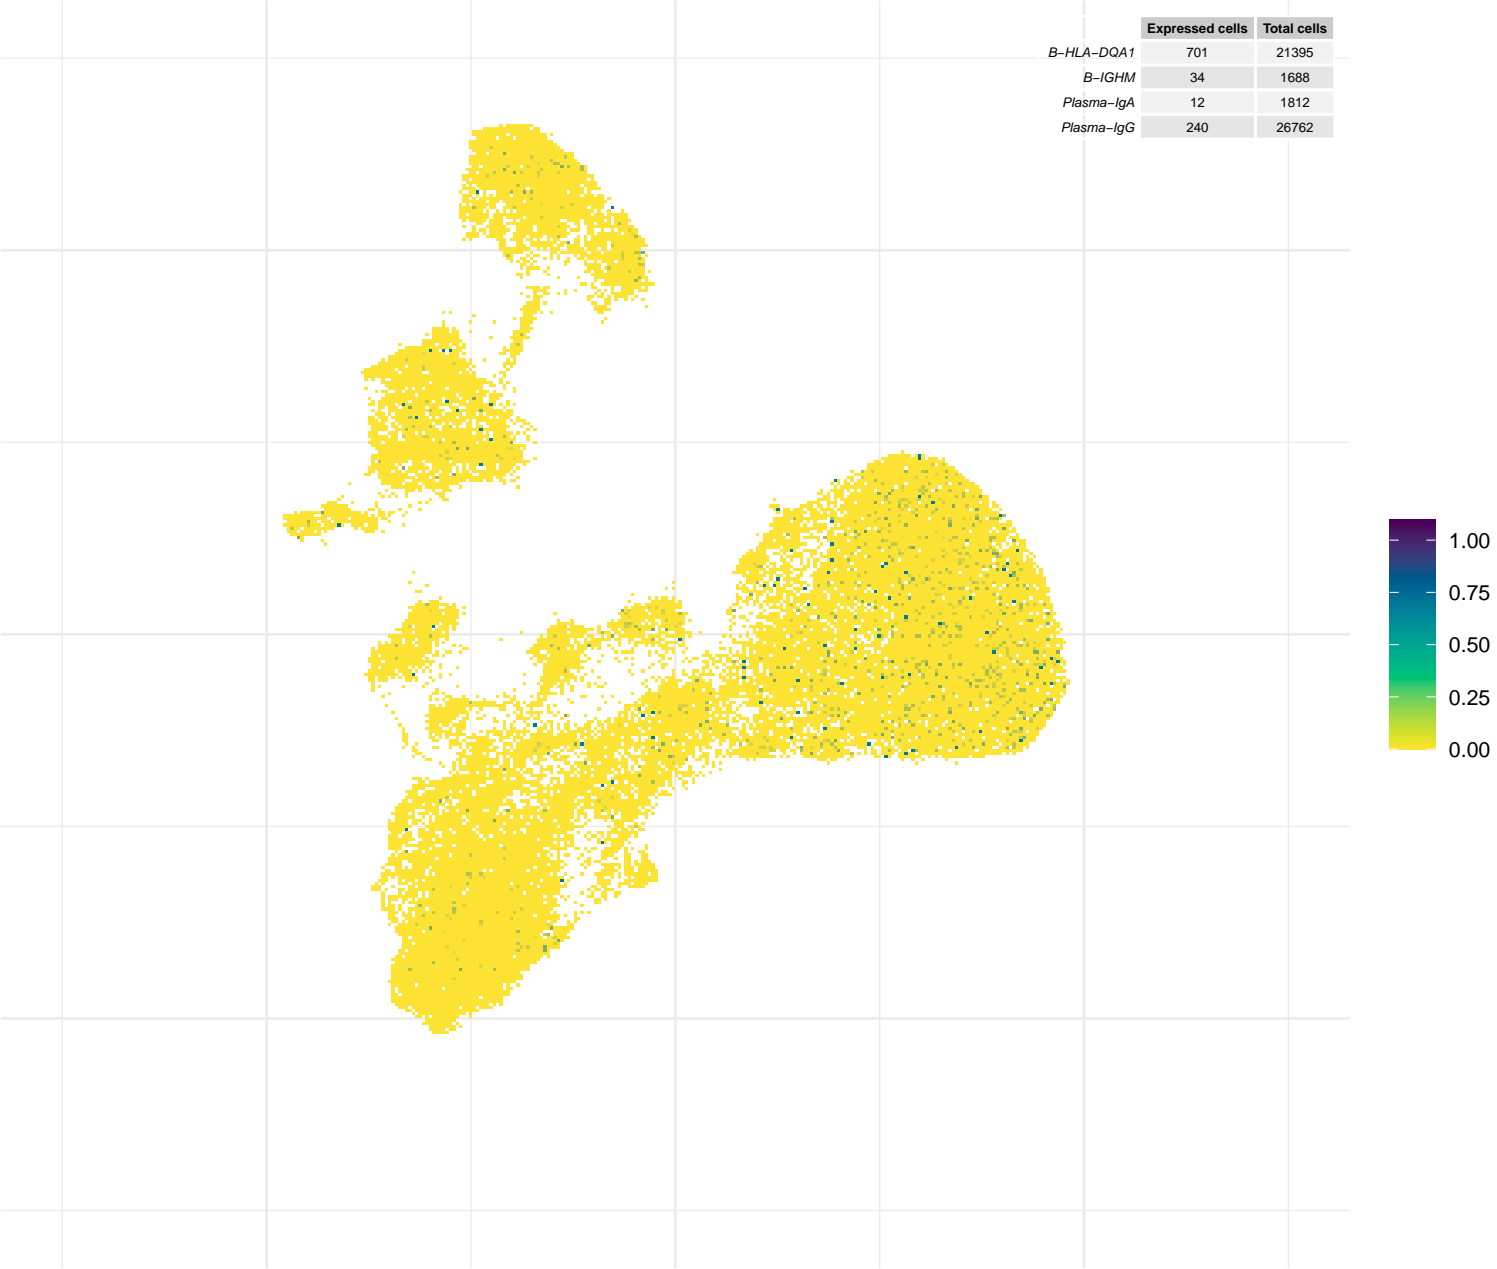 Expressed cells Total cells
B−HLA−DQA1 701 21395
B−IGHM 34 1688
Plasma−IgA 12 1812
Plasma−IgG 240 26762
1.00
0.75
0.50
0.25
0.00